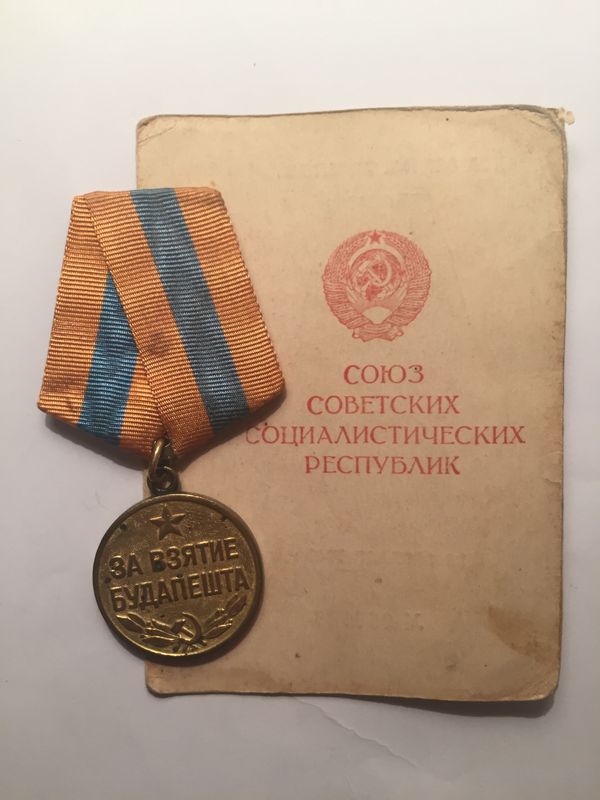 ЗА ВЗЯТИЕ
БУДАПЕШТА
СОЮЗ
СОВЕТСКИХ
СОЦИАЛИСТИЧЕСКИХ
РЕСПУБЛИК